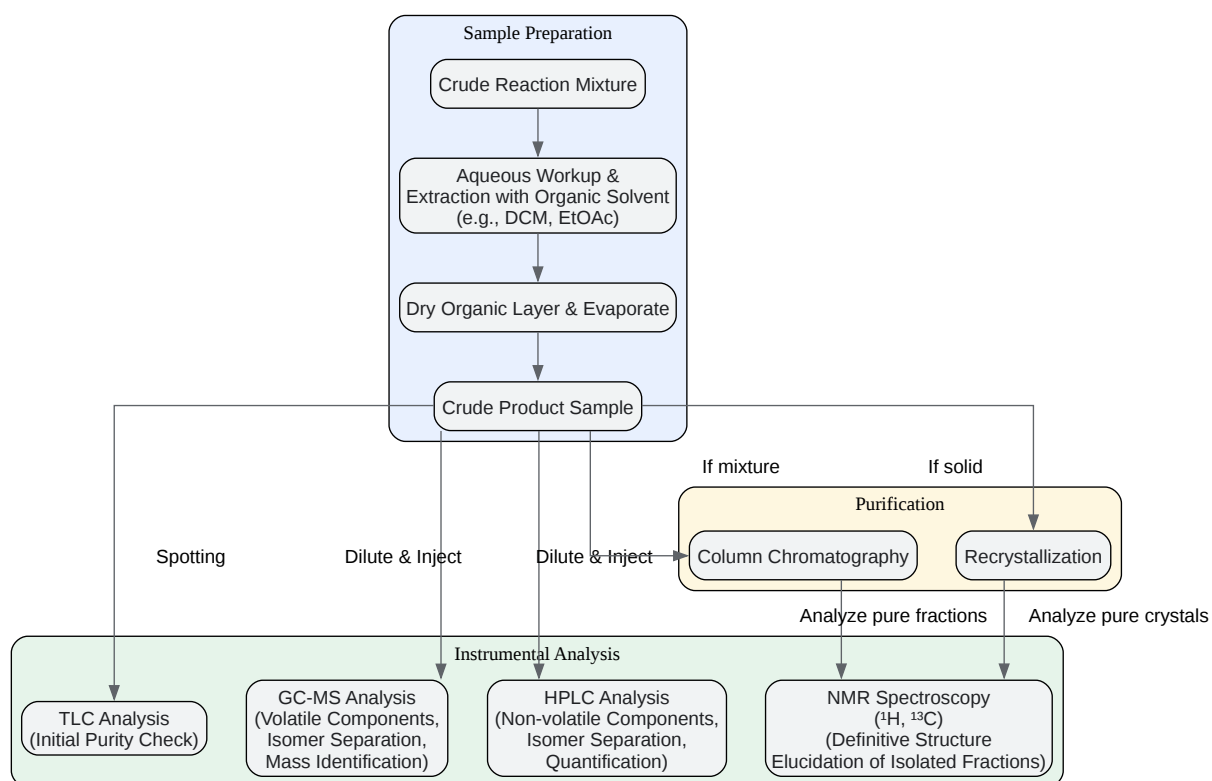 Sample Preparation
Crude Reaction Mixture
Aqueous Workup &
Extraction with Organic Solvent
(e.g., DCM, EtOAc)
Dry Organic Layer & Evaporate
Crude Product Sample
If mixture
If solid
Purification
Spotting
Dilute & Inject
Dilute & Inject
Column Chromatography
Recrystallization
Analyze pure fractions
Analyze pure crystals
Instrumental Analysis
TLC Analysis
(Initial Purity Check)
GC-MS Analysis
(Volatile Components,
Isomer Separation,
Mass Identification)
HPLC Analysis
(Non-volatile Components,
Isomer Separation,
Quantification)
NMR Spectroscopy
(¹H, ¹³C)
(Definitive Structure
Elucidation of Isolated Fractions)